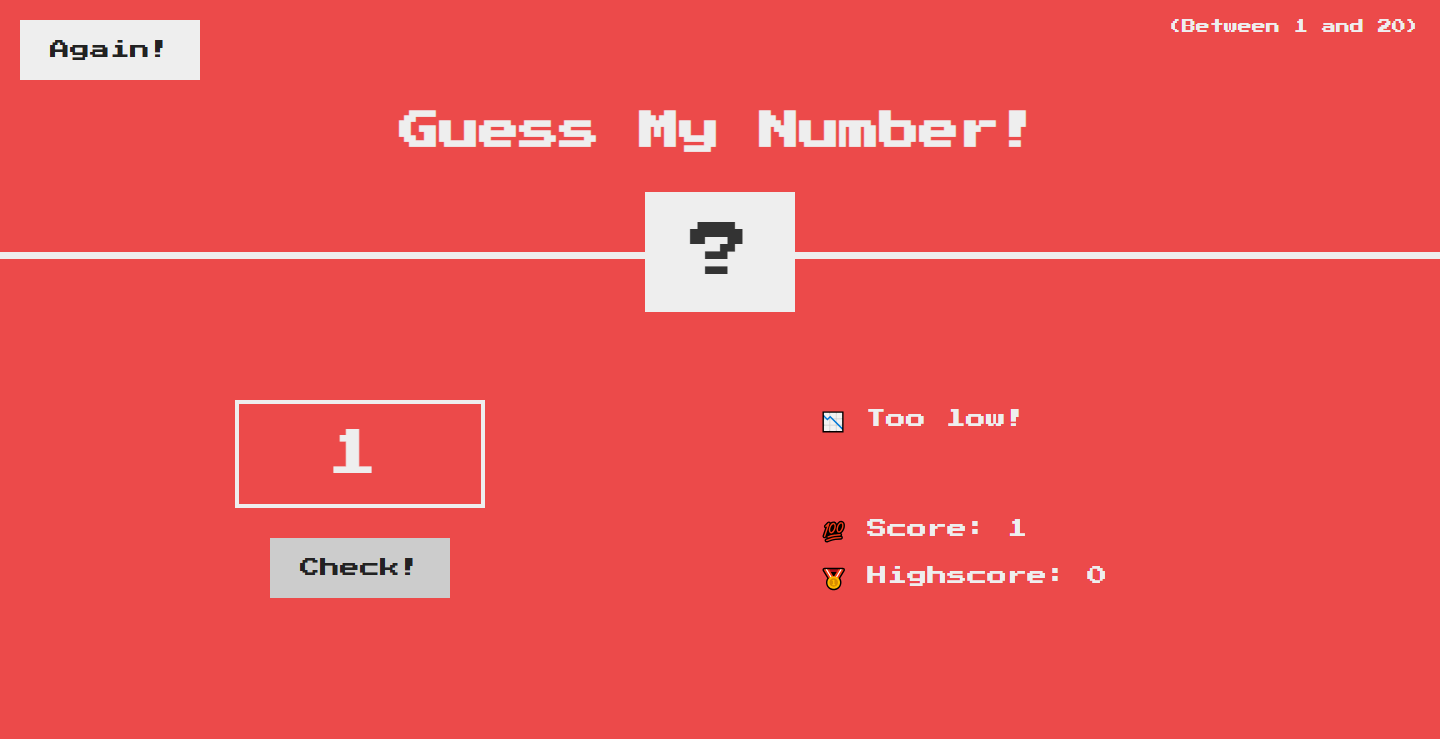 Again!
(Between 1 and 20)
Guess My Number!
?
1
Check!
📉 Too low!
💯 Score: 1
🥇 Highscore: 0